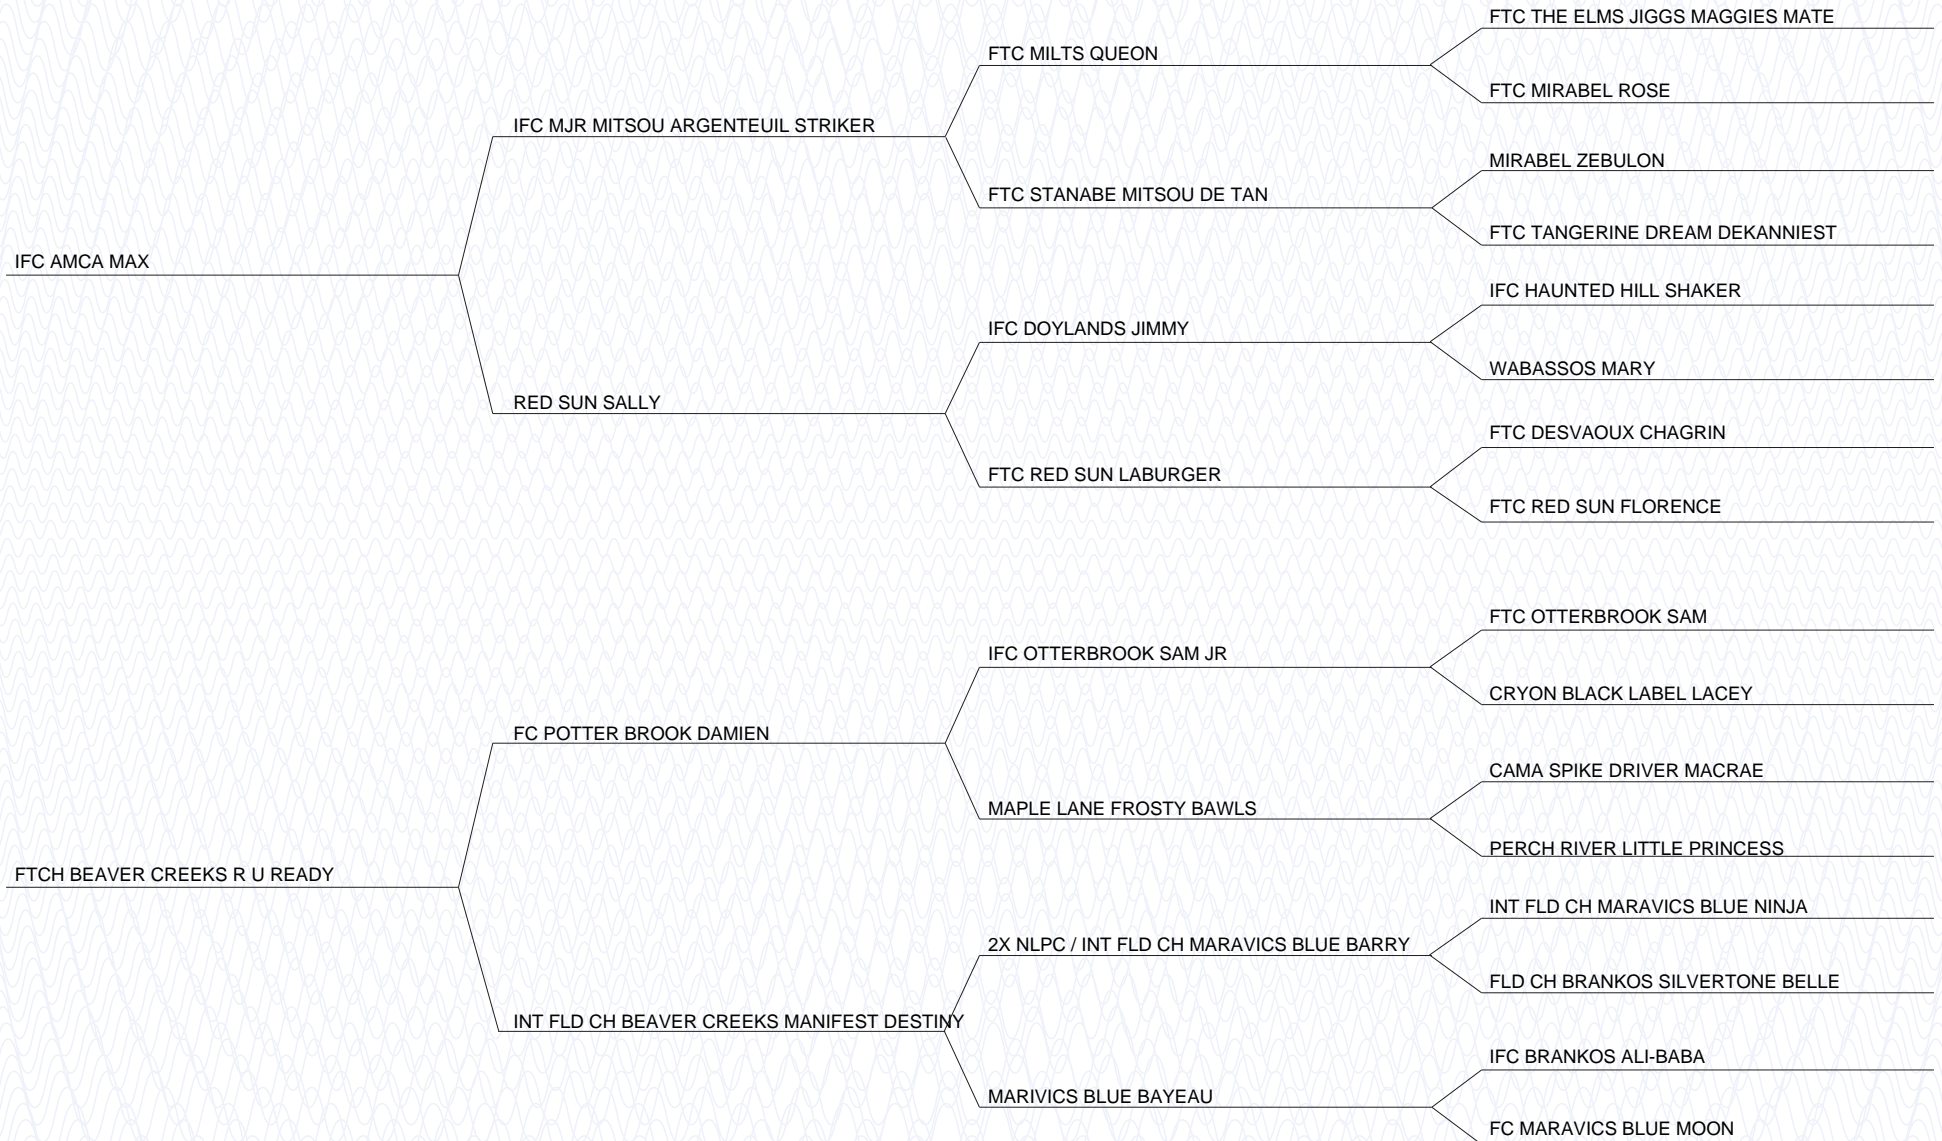 FTC THE ELMS JIGGS MAGGIES MATE
FTC MILTS QUEON
FTC MIRABEL ROSE
IFC MJR MITSOU ARGENTEUIL STRIKER
MIRABEL ZEBULON
FTC STANABE MITSOU DE TAN
FTC TANGERINE DREAM DEKANNIEST
IFC AMCA MAX
IFC HAUNTED HILL SHAKER
IFC DOYLANDS JIMMY
WABASSOS MARY
RED SUN SALLY
FTC DESVAOUX CHAGRIN
FTC RED SUN LABURGER
FTC RED SUN FLORENCE
FTC OTTERBROOK SAM
IFC OTTERBROOK SAM JR
CRYON BLACK LABEL LACEY
FC POTTER BROOK DAMIEN
CAMA SPIKE DRIVER MACRAE
MAPLE LANE FROSTY BAWLS
PERCH RIVER LITTLE PRINCESS
FTCH BEAVER CREEKS R U READY
INT FLD CH MARAVICS BLUE NINJA
2X NLPC / INT FLD CH MARAVICS BLUE BARRY
FLD CH BRANKOS SILVERTONE BELLE
INT FLD CH BEAVER CREEKS MANIFEST DESTINY
IFC BRANKOS ALI-BABA
MARIVICS BLUE BAYEAU
FC MARAVICS BLUE MOON